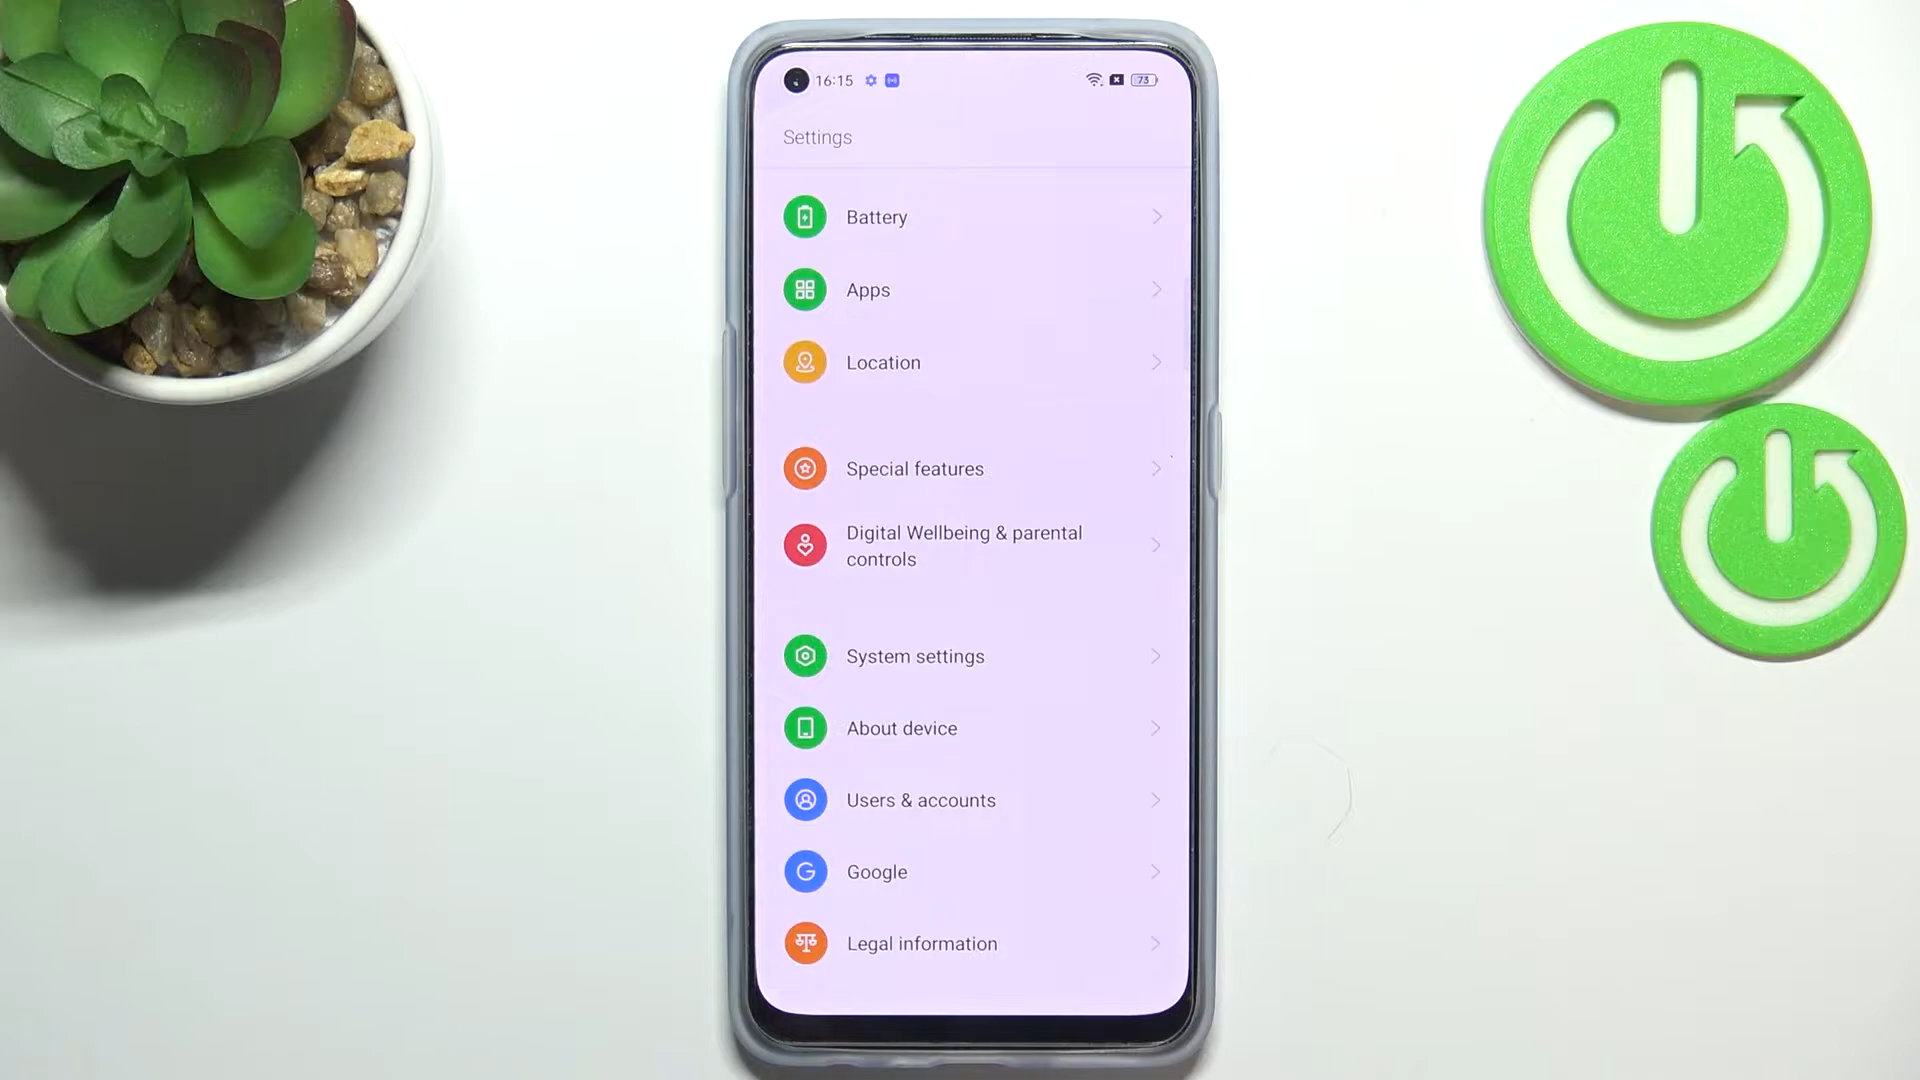 16:15
73
Settings
Battery
Apps
Location
Special features
Digital Wellbeing & parental
controls
System settings
About device
Users & accounts
Google
Legal information